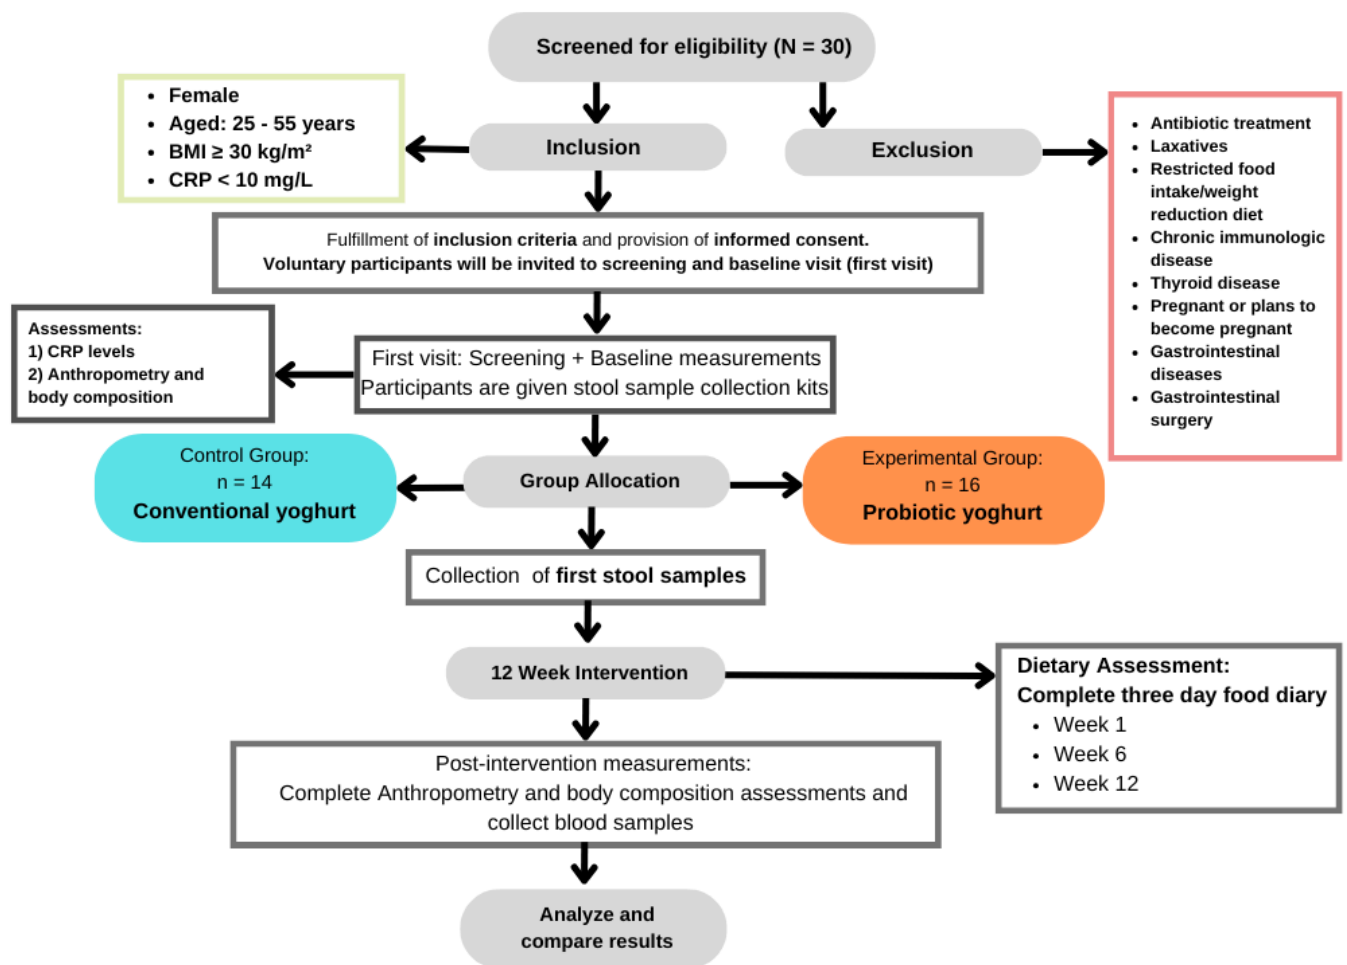 Screened for eligibility (N = 30)
• Female
• Aged: 25 - 55 years
• BMI ≥ 30 kg/m²
• CRP < 10 mg/L
Inclusion
Exclusion
• Antibiotic treatment
• Laxatives
• Restricted food
intake/weight
reduction diet
• Chronic immunologic
disease
• Thyroid disease
• Pregnant or plans to
become pregnant
• Gastrointestinal
diseases
• Gastrointestinal
surgery
Fulfillment of inclusion criteria and provision of informed consent.
Voluntary participants will be invited to screening and baseline visit (first visit)
Assessments:
1) CRP levels
2) Anthropometry and
body composition
First visit: Screening + Baseline measurements
Participants are given stool sample collection kits
Control Group:
n = 14
Conventional yoghurt
Group Allocation
Experimental Group:
n = 16
Probiotic yoghurt
Collection of first stool samples
12 Week Intervention
Dietary Assessment:
Complete three day food diary
• Week 1
• Week 6
• Week 12
Post-intervention measurements:
Complete Anthropometry and body composition assessments and
collect blood samples
Analyze and
compare results